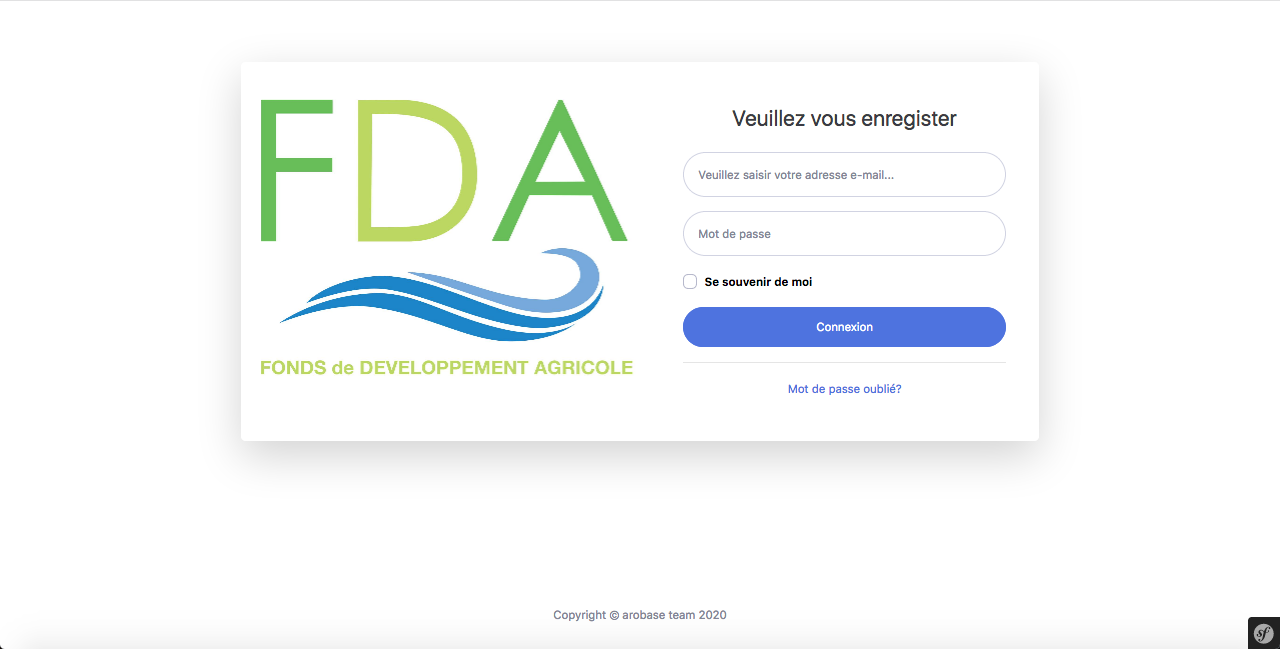 FDA
FONDS de DEVELOPPEMENT AGRICOLE
Veuillez vous enregister
Veuillez saisir votre adresse e-mail...
Mot de passe
Se souvenir de moi
Connexion
Mot de passe oublié?
Copyright © arobase team 2020
sf